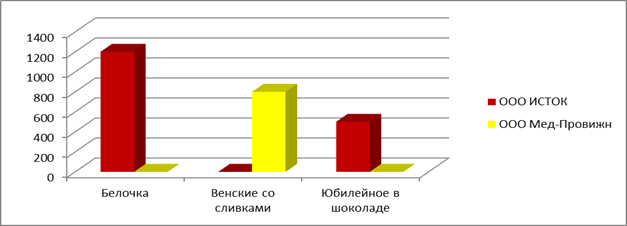 1400
1200
1000
800
600
400
200
0
Белочка
Венские со
сливками
Юбилейное в
шоколаде
ООО ИСТОК
ООО Мед-Провижн